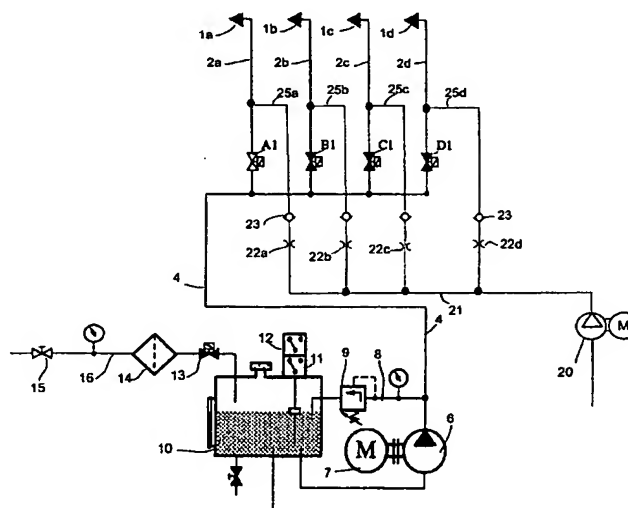 1a 1b 1c 1d
2a 2b 2c 2d
25a 25b 25c 25d
A1 B1 C1 D1
23 23
22a 22b 22c 22d
4 4 21
12 11 9 8 M
20
15 16 14 13
10 M 6
7